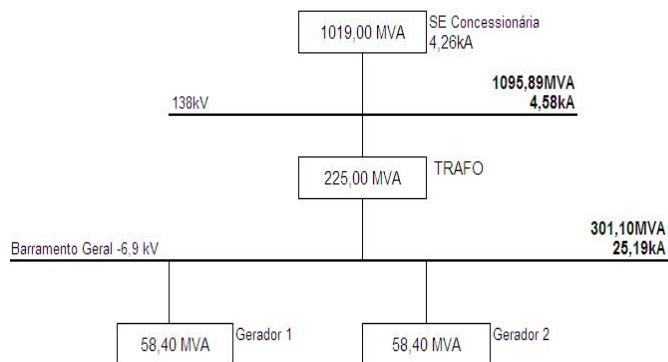 1019,00 MVA
SE Concessionária
4,26kA
138kV
1095,89MVA
4,58kA
225,00 MVA
TRAFO
Barramento Geral -6,9 kV
301,10MVA
25,19kA
58,40 MVA
Gerador 1
58,40 MVA
Gerador 2